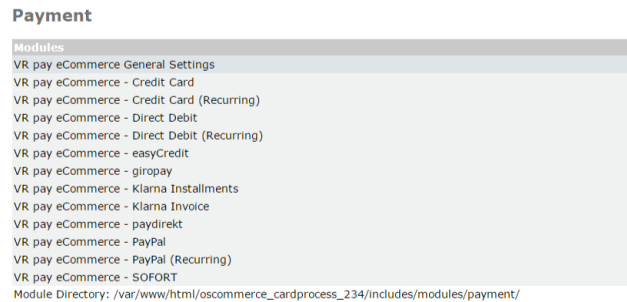 Payment
Modules
VR pay eCommerce General Settings
VR pay eCommerce - Credit Card
VR pay eCommerce - Credit Card (Recurring)
VR pay eCommerce - Direct Debit
VR pay eCommerce - Direct Debit (Recurring)
VR pay eCommerce - easyCredit
VR pay eCommerce - giropay
VR pay eCommerce - Klarna Installments
VR pay eCommerce - Klarna Invoice
VR pay eCommerce - paydirekt
VR pay eCommerce - PayPal
VR pay eCommerce - PayPal (Recurring)
VR pay eCommerce - SOFORT
Module Directory: /var/www/html/oscommerce_cardprocess_234/includes/modules/payment/